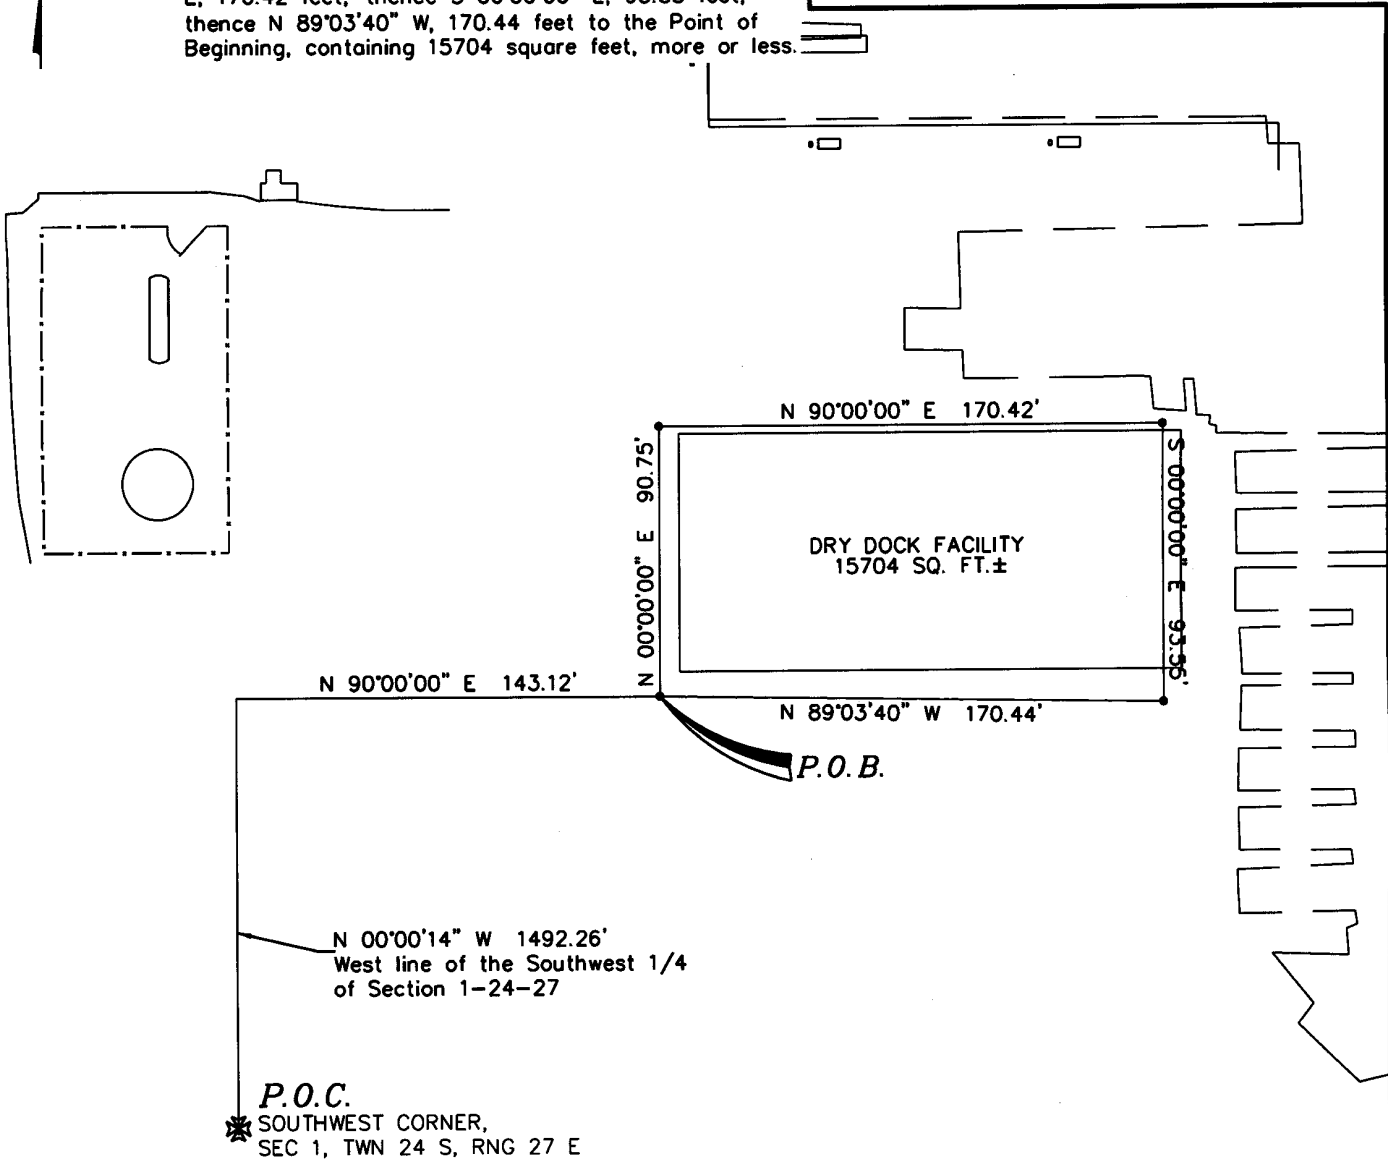 thence N 89°03'40" W, 170.44 feet to the Point of
Beginning, containing 15704 square feet, more or less.
N 90°00'00" E 170.42'
N 00°00'00" E 90.75'
S 00°00'00" E 93.56'
DRY DOCK FACILITY
15704 SQ. FT.±
N 90°00'00" E 143.12'
N 89°03'40" W 170.44'
P.O.B.
N 00°00'14" W 1492.26'
West line of the Southwest 1/4
of Section 1-24-27
P.O.C.
SOUTHWEST CORNER,
SEC 1, TWN 24 S, RNG 27 E